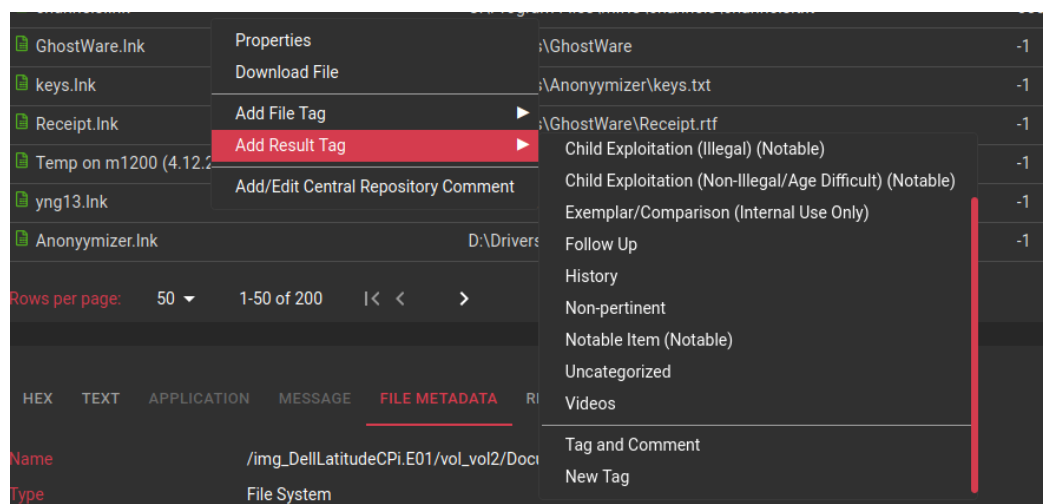 GhostWare.lnk s\GhostWare -1
keys.lnk s\Anonyymizer\keys.txt -1
Receipt.lnk s\GhostWare\Receipt.rtf -1
Temp on m1200 (4.12.2 -1
yng13.lnk -1
Anonyymizer.lnk D:\Drivers -1
Properties
Download File
Add File Tag
Add Result Tag
Add/Edit Central Repository Comment
Child Exploitation (Illegal) (Notable)
Child Exploitation (Non-Illegal/Age Difficult) (Notable)
Exemplar/Comparison (Internal Use Only)
Follow Up
History
Non-pertinent
Notable Item (Notable)
Uncategorized
Videos
Tag and Comment
New Tag
Rows per page: 50 1-50 of 200
HEX TEXT APPLICATION MESSAGE FILE METADATA
Name /img_DellLatitudeCPi.E01/vol_vol2/Docu
Type File System